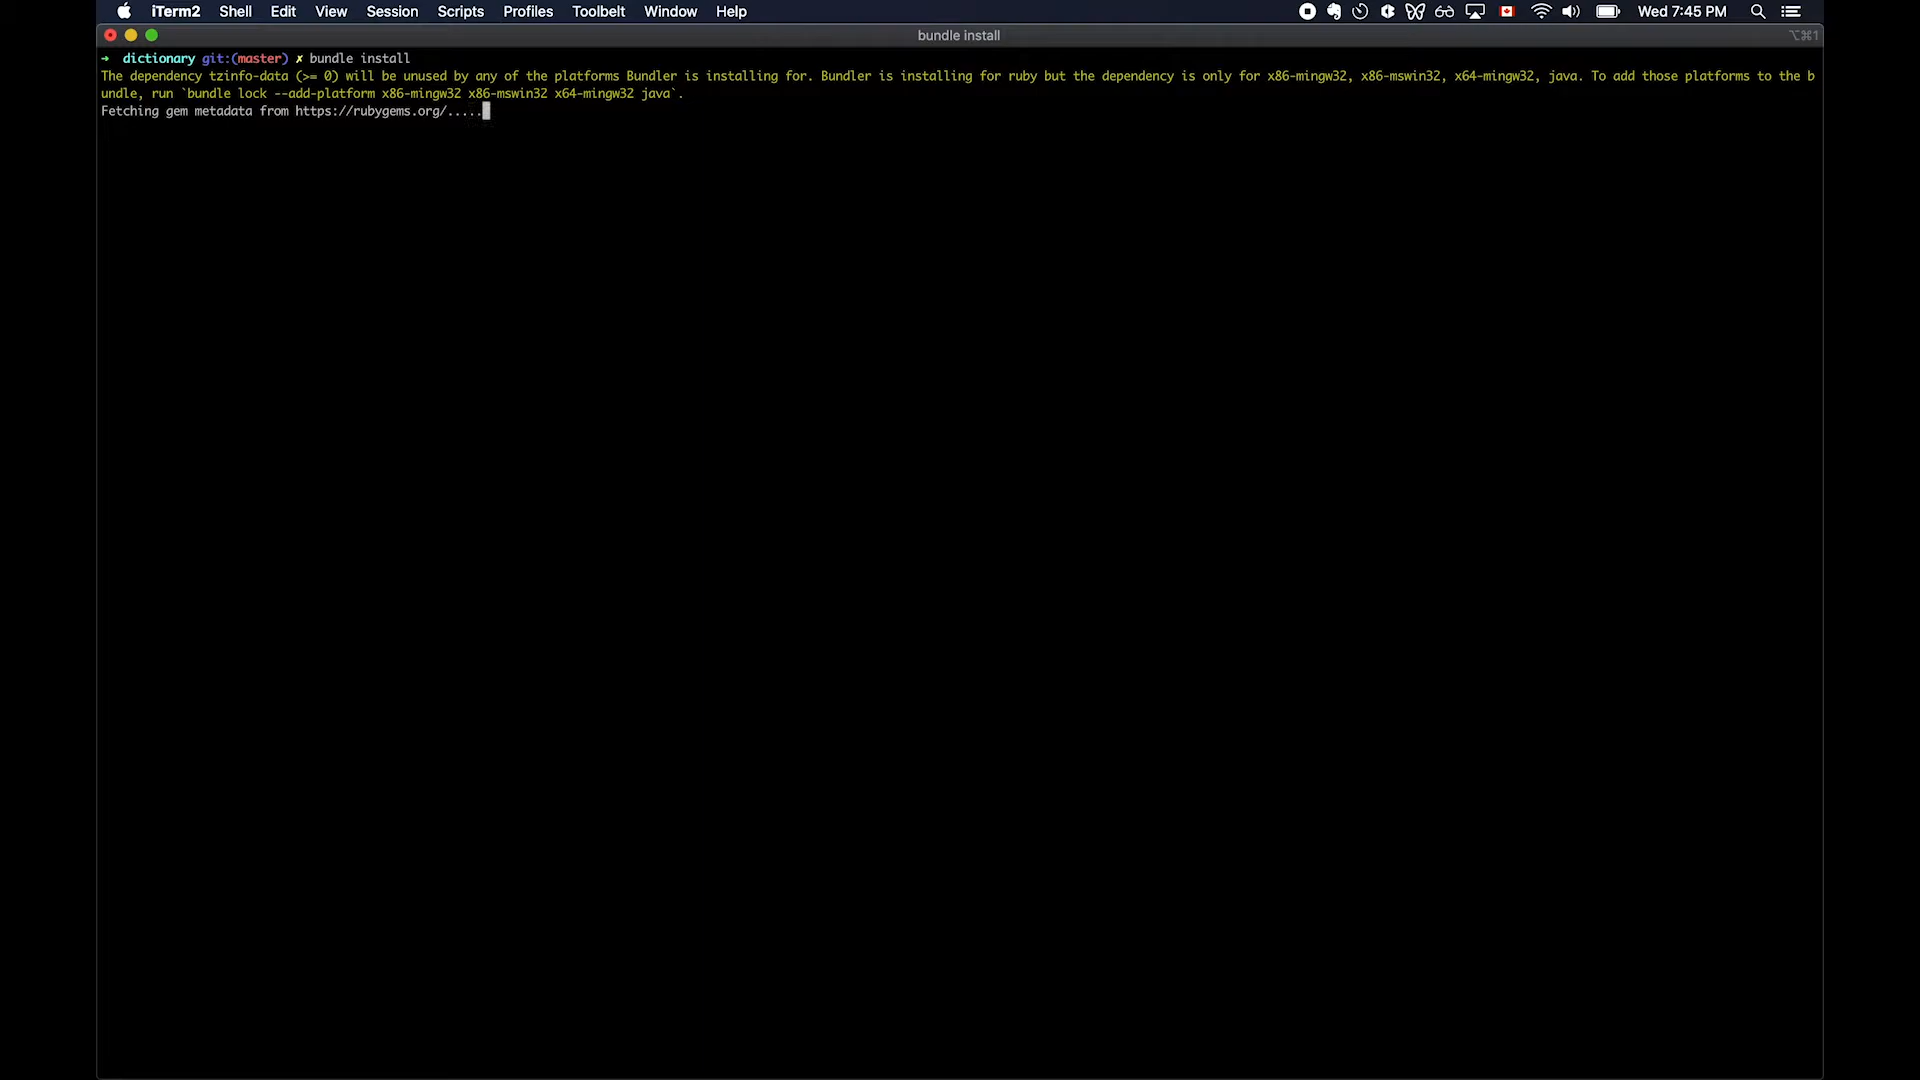 iTerm2 Shell Edit View Session Scripts Profiles Toolbelt Window Help Wed 7:45 PM
bundle install ⌥⌘1
➜ dictionary git:(master) ✗ bundle install
The dependency tzinfo-data (>= 0) will be unused by any of the platforms Bundler is installing for. Bundler is installing for ruby but the dependency is only for x86-mingw32, x86-mswin32, x64-mingw32, java. To add those platforms to the b
undle, run `bundle lock --add-platform x86-mingw32 x86-mswin32 x64-mingw32 java`.
Fetching gem metadata from https://rubygems.org/.....